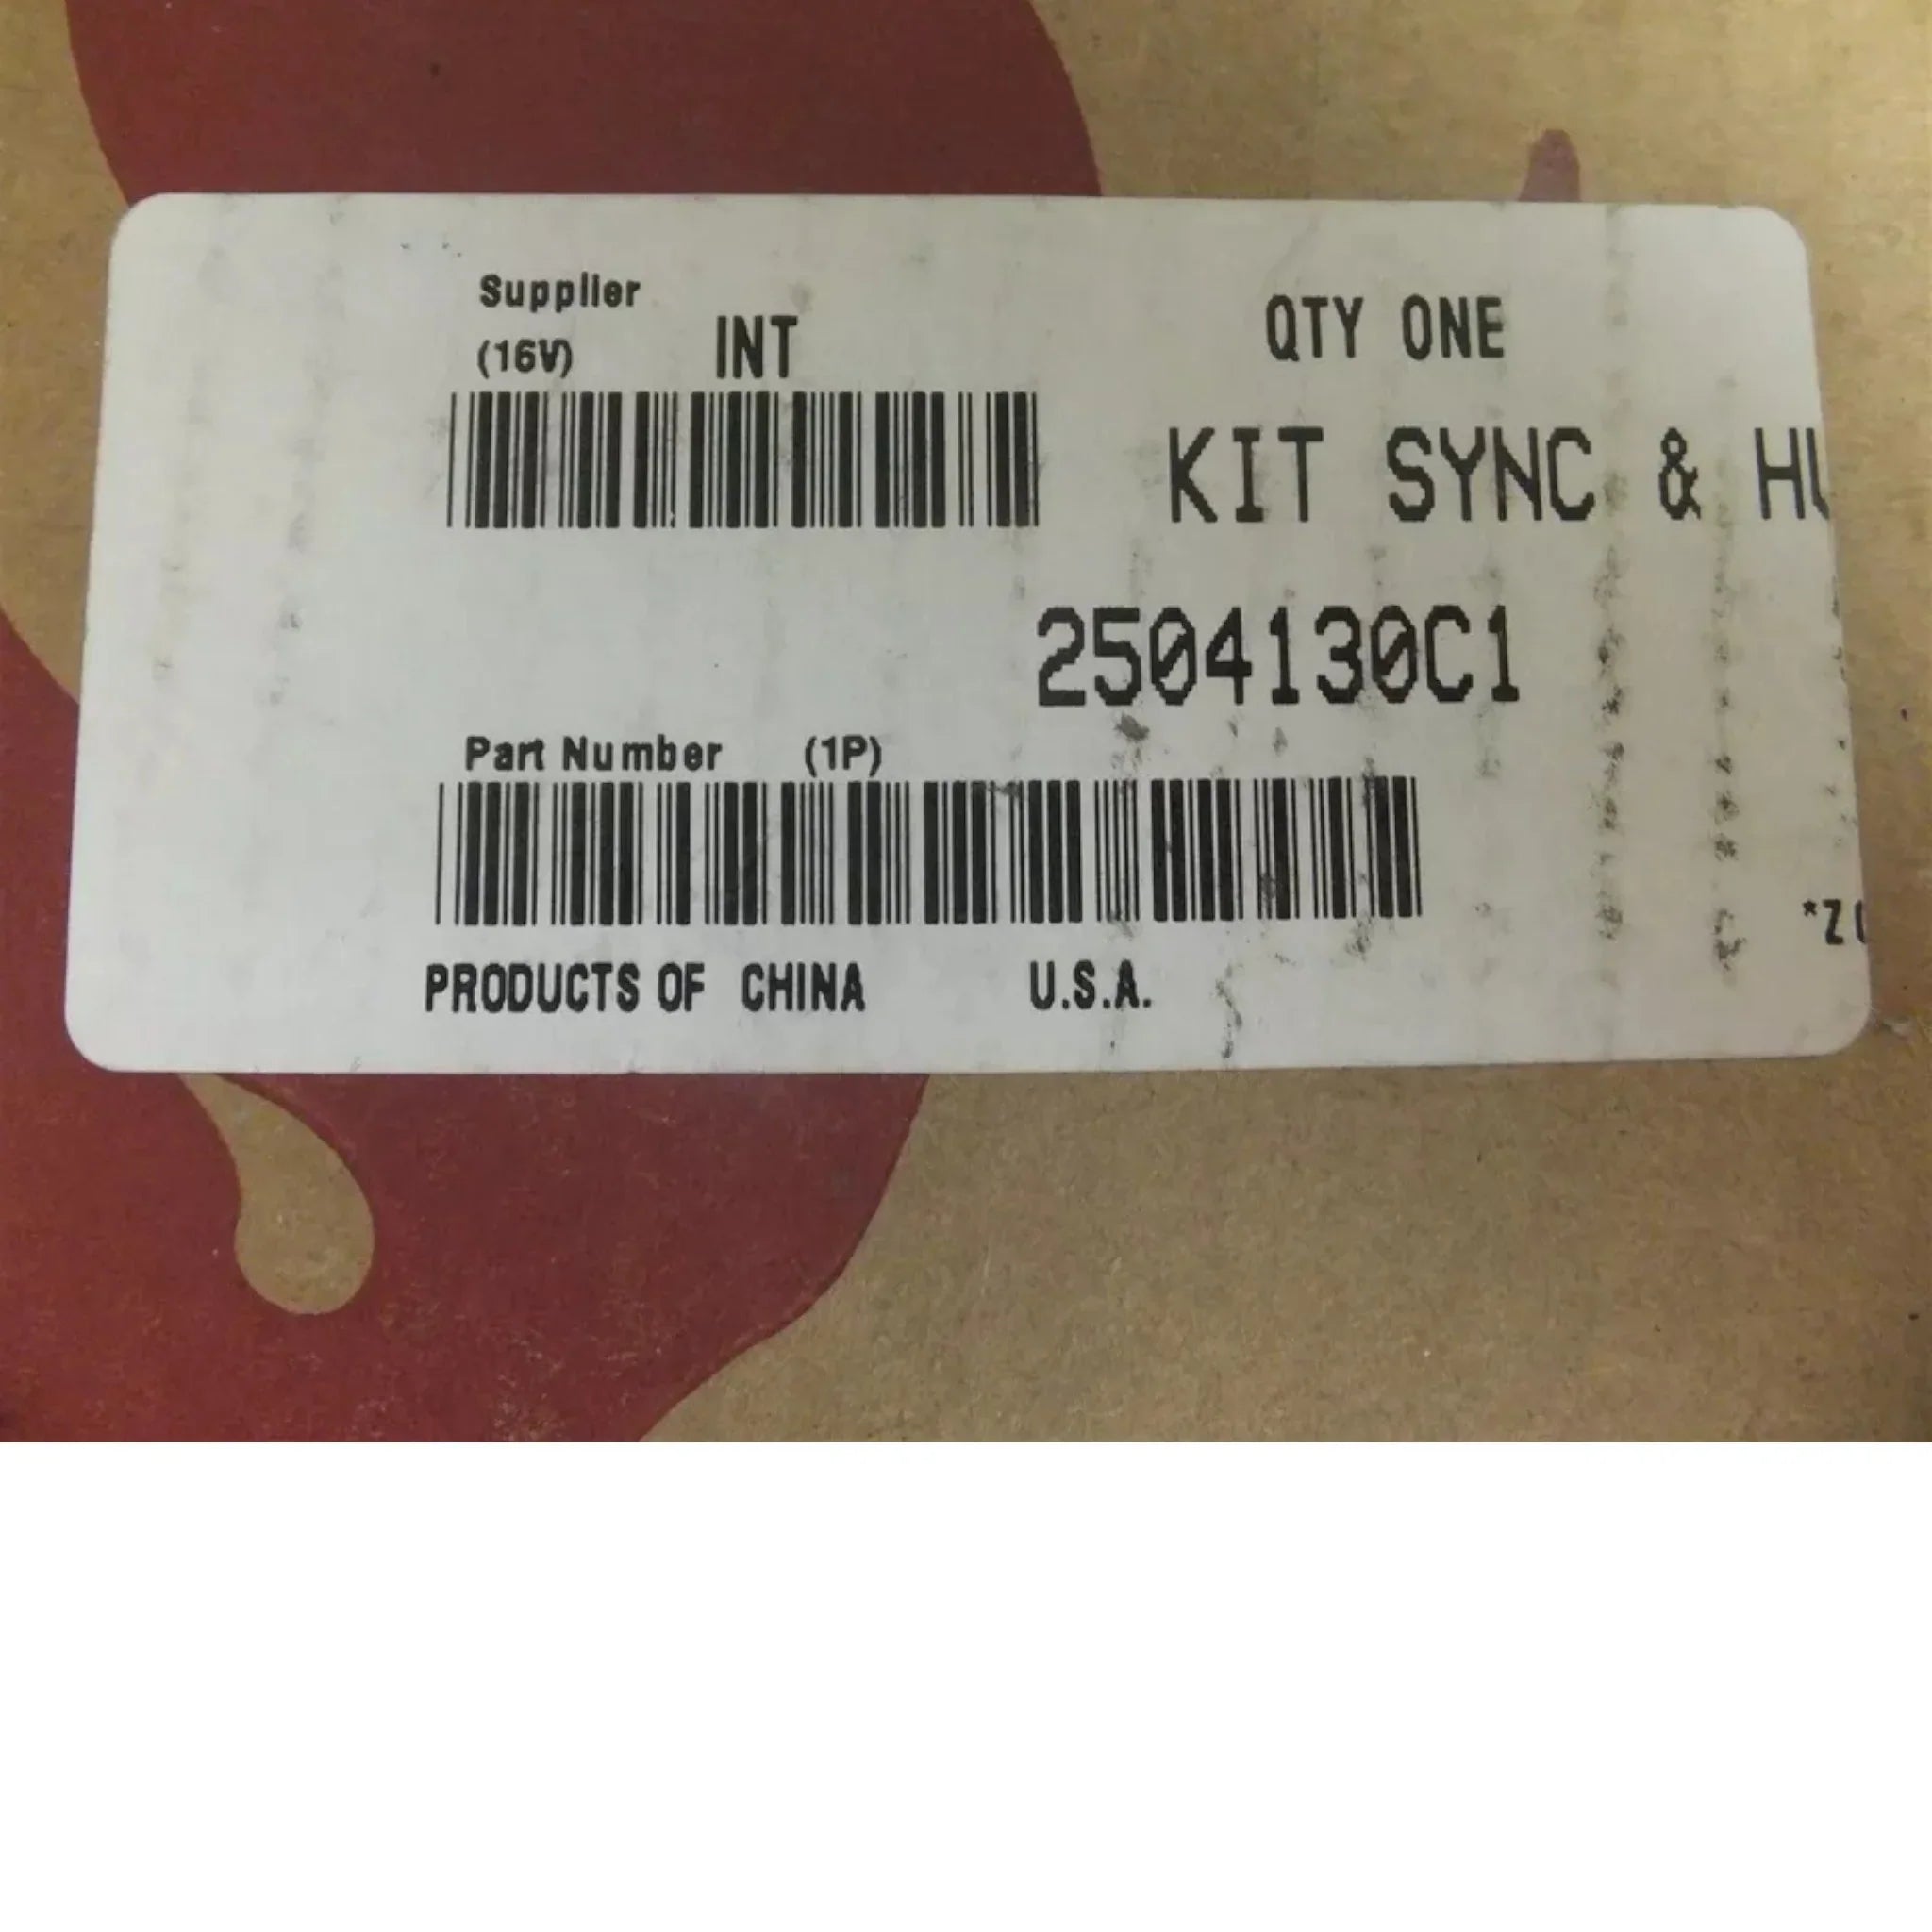 Supplier
(16V) INT
QTY ONE
KIT SYNC & HU
2504130C1
Part Number (1P)
PRODUCTS OF CHINA U.S.A.